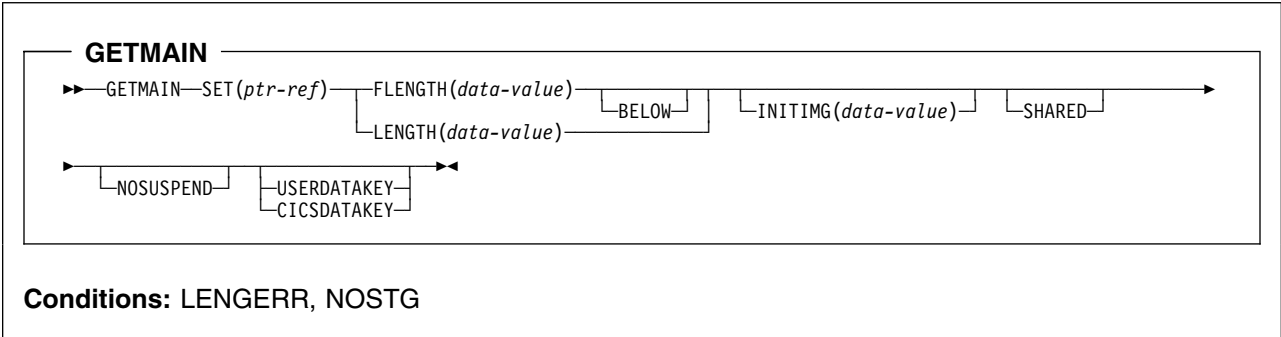 GETMAIN
►►──GETMAIN──SET(ptr-ref)──┬──FLENGTH(data-value)──┬───────┬──┬──┬─────────────────────┬──┬────────┬──►
BELOW INITIMG(data-value) SHARED
LENGTH(data-value)
►──┬───────────┬──┬─────────────┬──►◄
NOSUSPEND USERDATAKEY
CICSDATAKEY
Conditions: LENGERR, NOSTG